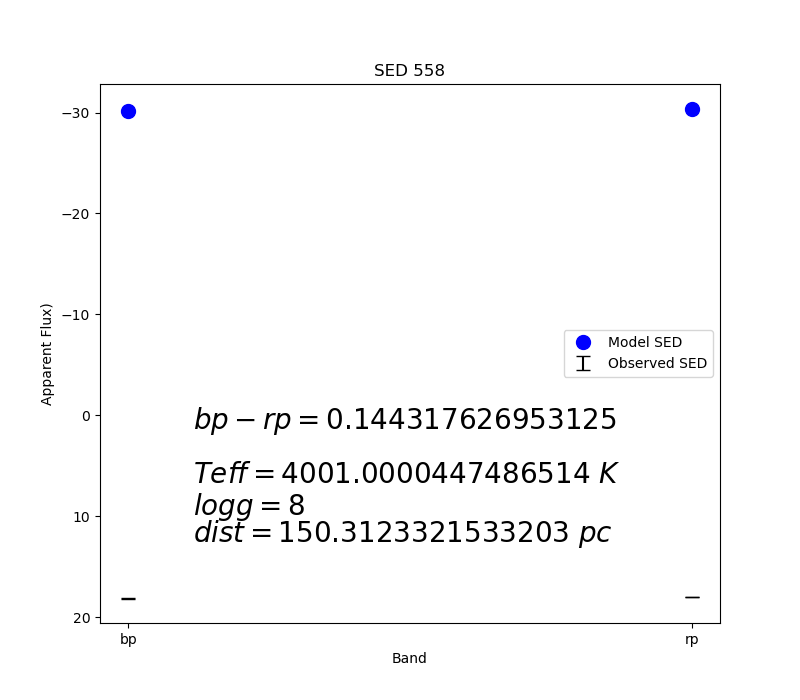 SED 558
−30
−20
−10
0
10
20
Apparent Flux)
Model SED
Observed SED
bp − rp = 0.144317626953125
Teff = 4001.0000447486514 K
logg = 8
dist = 150.3123321533203 pc
bp
rp
Band